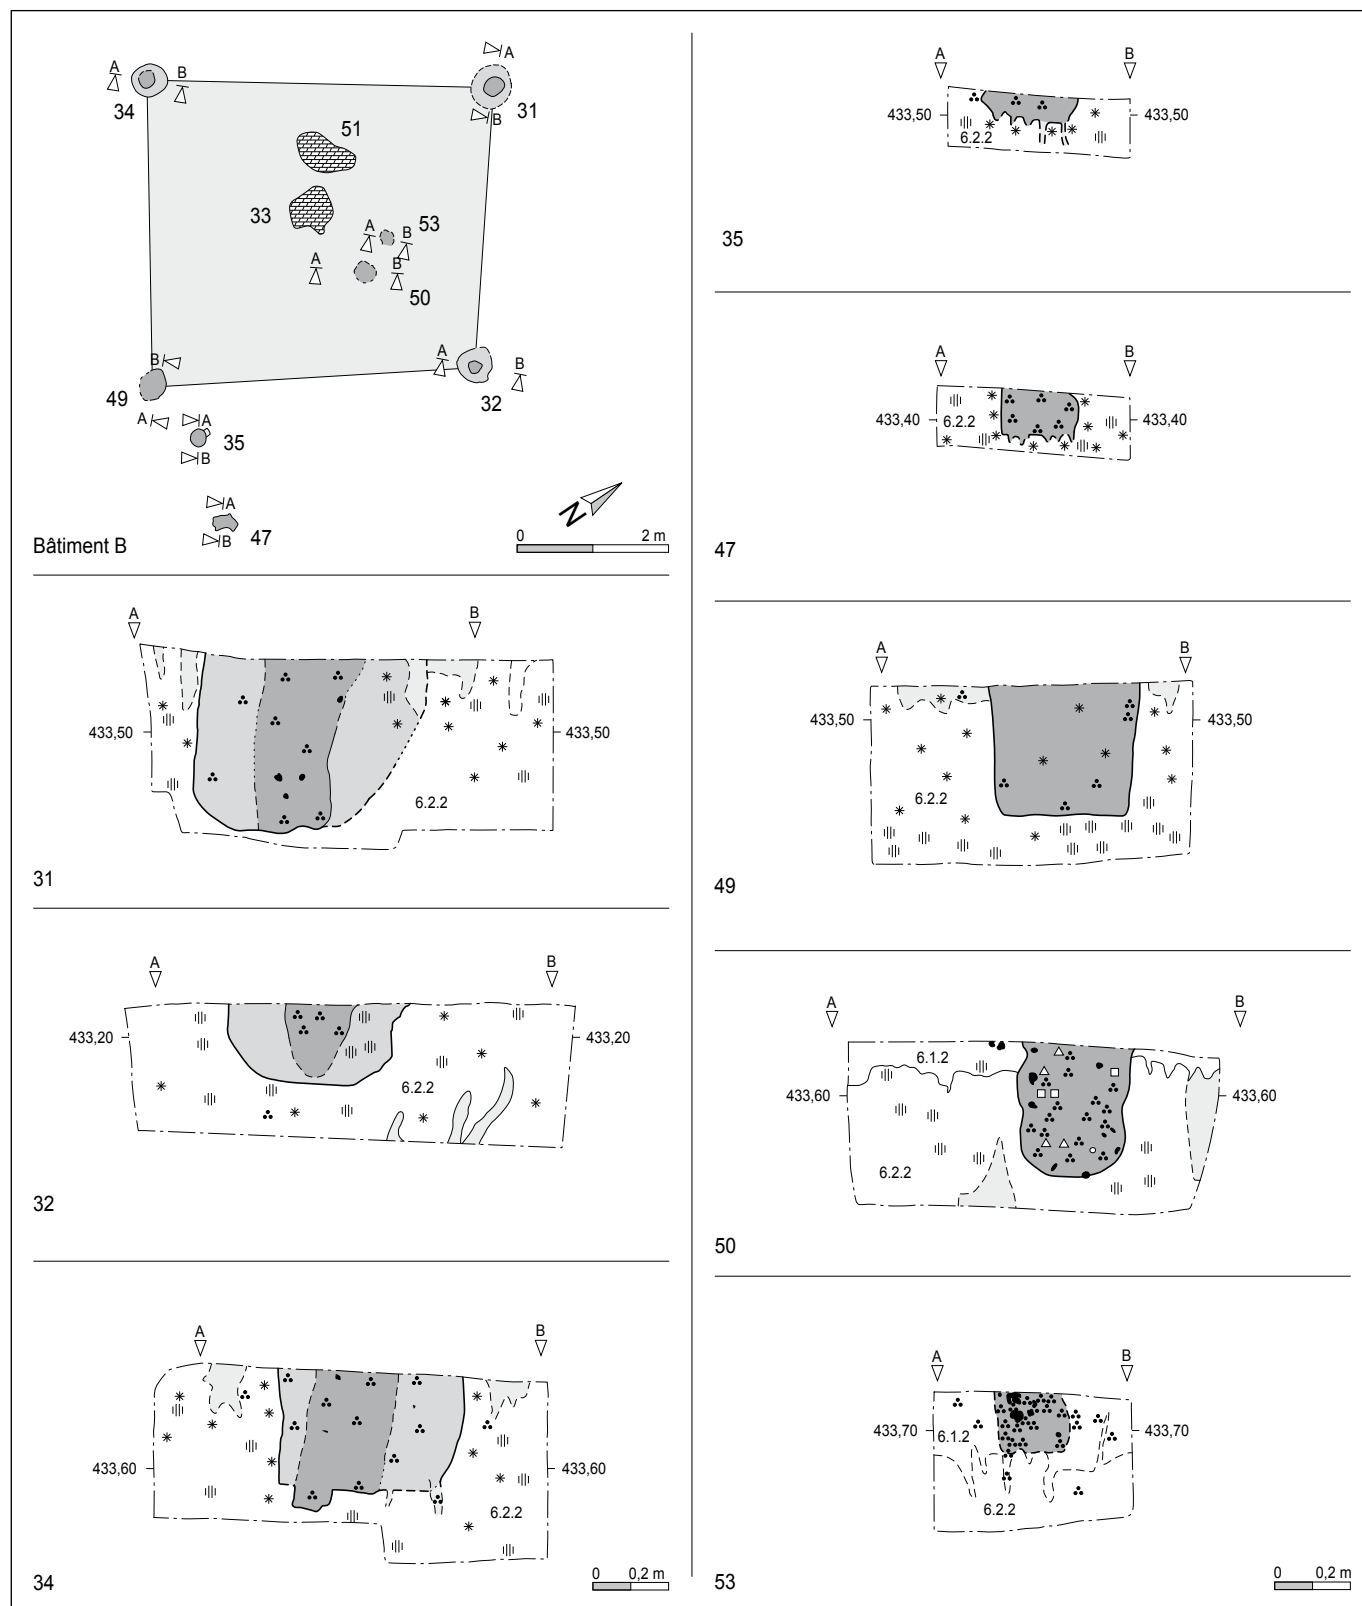 A
B
34
A
B
31
51
33
A
B
53
A
B
50
B
A
49
A
B
32
A
B
35
A
B
47
N
0 2 m
Bâtiment B
A B
433,50 433,50
6.2.2
31
A B
433,20 433,20
6.2.2
32
A B
433,60 433,60
6.2.2
34
0 0,2 m
A B
433,50 433,50
6.2.2
35
A B
433,40 6.2.2 433,40
47
A B
433,50 433,50
6.2.2
49
A B
6.1.2
433,60 433,60
6.2.2
50
A B
433,70 6.1.2 433,70
6.2.2
53
0 0,2 m